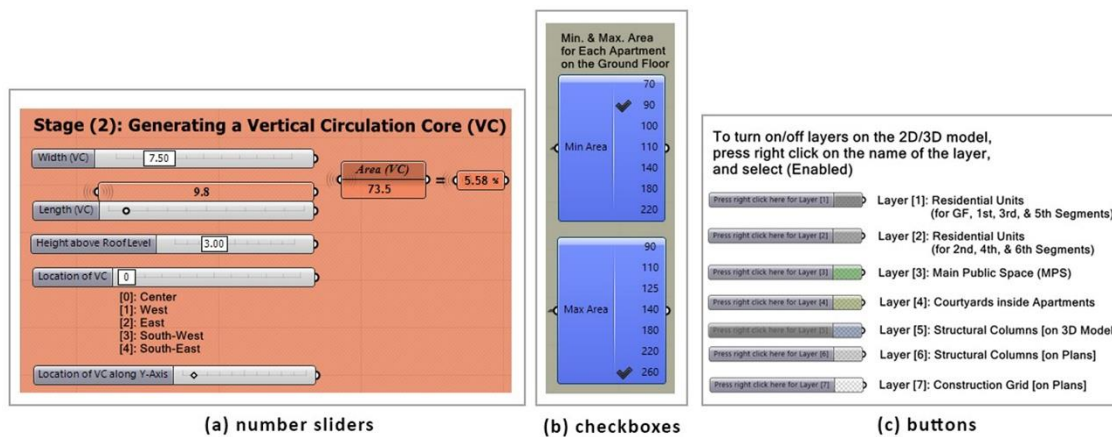 Stage (2): Generating a Vertical Circulation Core (VC)
Width (VC) 7.50
9.8
Length (VC)
Area (VC)
73.5
= 5.58 %
Height above Roof Level 3.00
Location of VC 0
[0]: Center
[1]: West
[2]: East
[3]: South-West
[4]: South-East
Location of VC along Y-Axis
(a) number sliders
Min. & Max. Area
for Each Apartment
on the Ground Floor
Min Area
70
90
100
110
140
180
220
Max Area
90
110
125
140
180
220
260
(b) checkboxes
To turn on/off layers on the 2D/3D model,
press right click on the name of the layer,
and select (Enabled)
Press right click here for Layer [1] Layer [1]: Residential Units
(for GF, 1st, 3rd, & 5th Segments)
Press right click here for Layer [2] Layer [2]: Residential Units
(for 2nd, 4th, & 6th Segments)
Press right click here for Layer [3] Layer [3]: Main Public Space (MPS)
Press right click here for Layer [4] Layer [4]: Courtyards inside Apartments
Press right click here for Layer [5] Layer [5]: Structural Columns [on 3D Model
Press right click here for Layer [6] Layer [6]: Structural Columns [on Plans]
Press right click here for Layer [7] Layer [7]: Construction Grid [on Plans]
(c) buttons